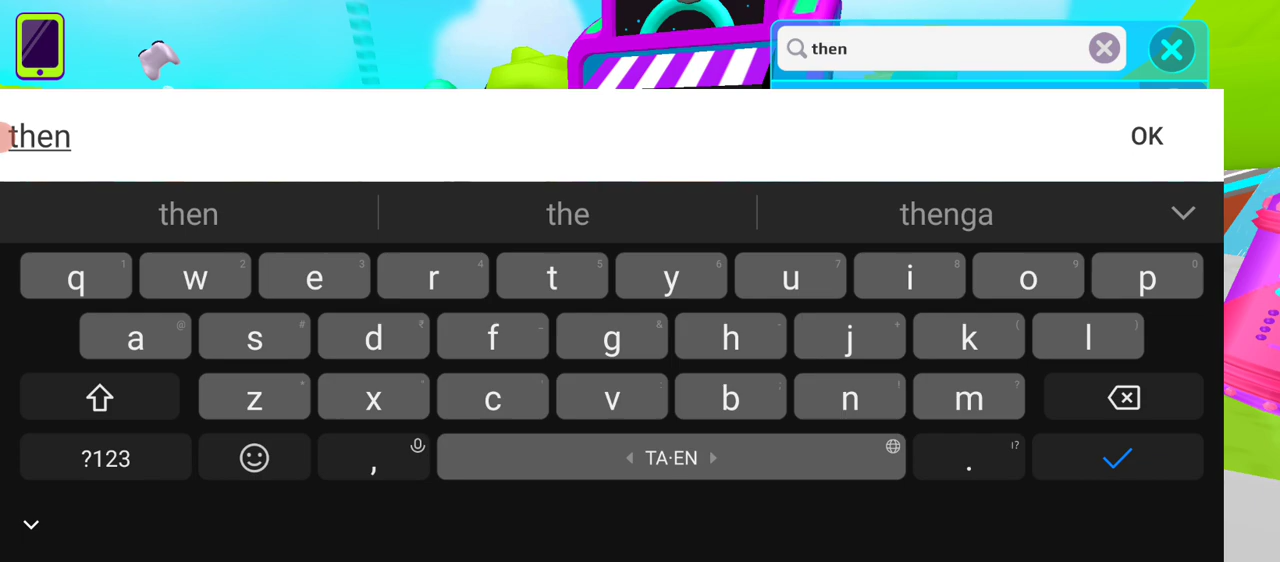 then
then
OK
then the thenga
q 1 w 2 e 3 r 4 t 5 y 6 u 7 i 8 o 9 p 0
a @ s # d ₹ f _ g & h - j + k ( l )
z * x " c ' v : b ; n ! m ?
?123 , TA·EN . !?